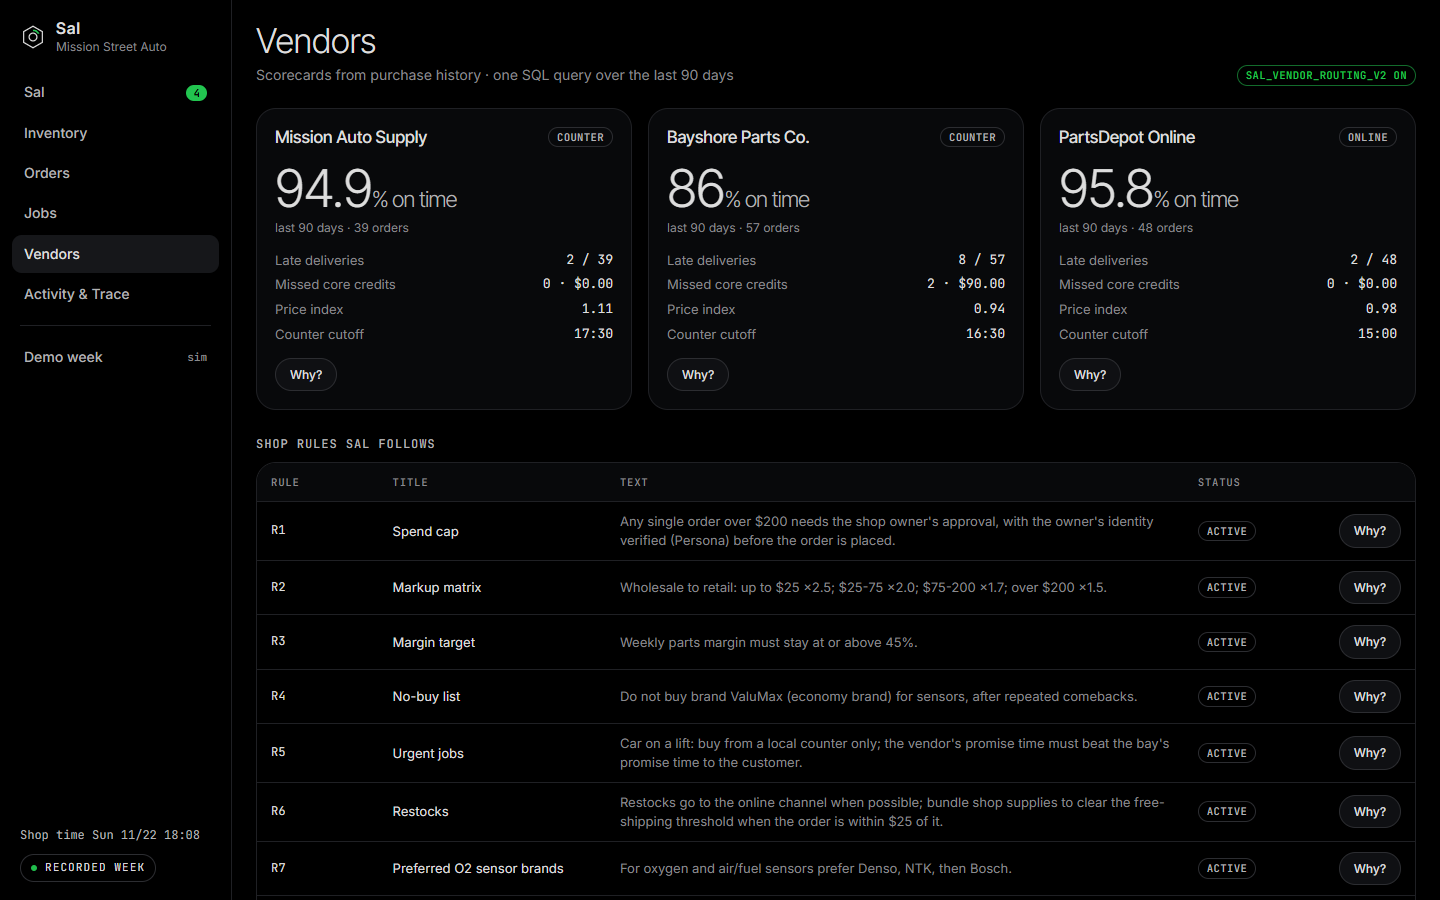 Sal
Mission Street Auto
Sal 4
Inventory
Orders
Jobs
Vendors
Activity & Trace
Demo week sim
Shop time Sun 11/22 18:08
RECORDED WEEK
Vendors
Scorecards from purchase history · one SQL query over the last 90 days
SAL_VENDOR_ROUTING_V2 ON
Mission Auto Supply COUNTER
94.9% on time
last 90 days · 39 orders
Late deliveries 2 / 39
Missed core credits 0 · $0.00
Price index 1.11
Counter cutoff 17:30
Why?
Bayshore Parts Co. COUNTER
86% on time
last 90 days · 57 orders
Late deliveries 8 / 57
Missed core credits 2 · $90.00
Price index 0.94
Counter cutoff 16:30
Why?
PartsDepot Online ONLINE
95.8% on time
last 90 days · 48 orders
Late deliveries 2 / 48
Missed core credits 0 · $0.00
Price index 0.98
Counter cutoff 15:00
Why?
SHOP RULES SAL FOLLOWS
RULE TITLE TEXT STATUS
R1 Spend cap Any single order over $200 needs the shop owner's approval, with the owner's identity
verified (Persona) before the order is placed. ACTIVE Why?
R2 Markup matrix Wholesale to retail: up to $25 ×2.5; $25-75 ×2.0; $75-200 ×1.7; over $200 ×1.5. ACTIVE Why?
R3 Margin target Weekly parts margin must stay at or above 45%. ACTIVE Why?
R4 No-buy list Do not buy brand ValuMax (economy brand) for sensors, after repeated comebacks. ACTIVE Why?
R5 Urgent jobs Car on a lift: buy from a local counter only; the vendor's promise time must beat the bay's
promise time to the customer. ACTIVE Why?
R6 Restocks Restocks go to the online channel when possible; bundle shop supplies to clear the free-
shipping threshold when the order is within $25 of it. ACTIVE Why?
R7 Preferred O2 sensor brands For oxygen and air/fuel sensors prefer Denso, NTK, then Bosch. ACTIVE Why?